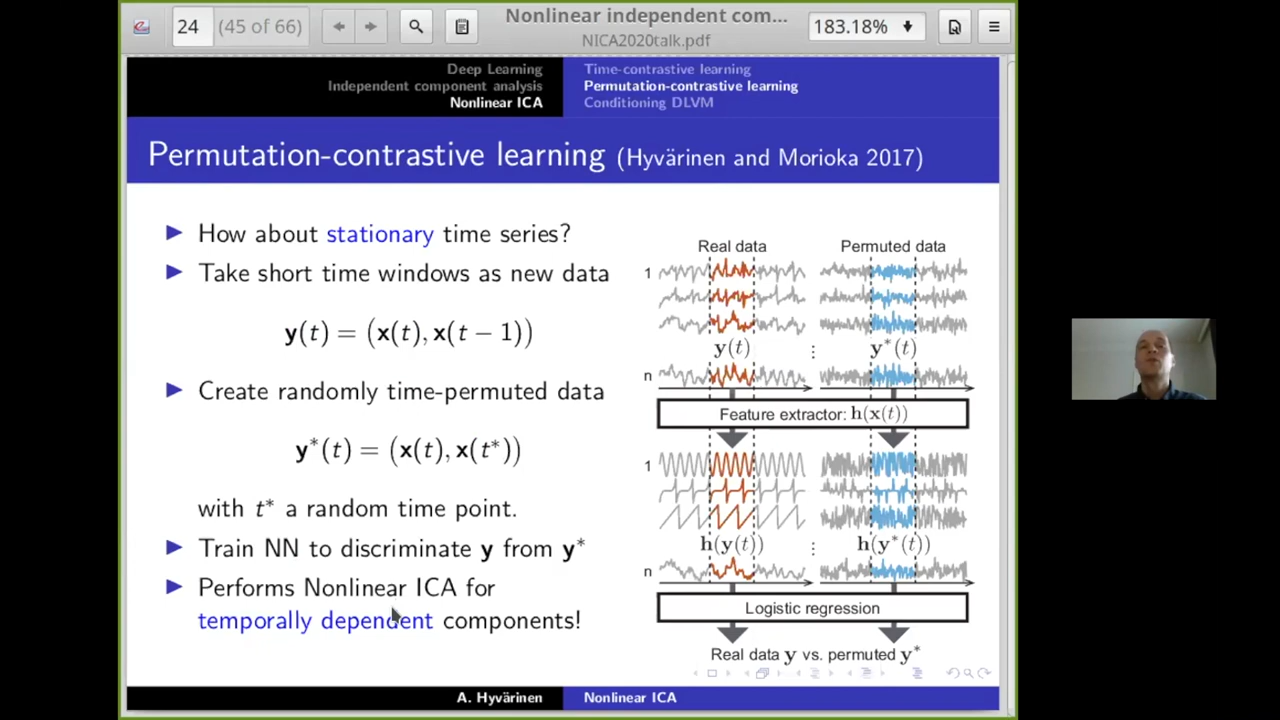 24 (45 of 66)
Nonlinear independent com...
NICA2020talk.pdf
183.18%
Deep Learning
Independent component analysis
Nonlinear ICA
Time-contrastive learning
Permutation-contrastive learning
Conditioning DLVM
Permutation-contrastive learning (Hyvärinen and Morioka 2017)
▶ How about stationary time series?
▶ Take short time windows as new data
y(t) = (x(t), x(t − 1))
▶ Create randomly time-permuted data
y*(t) = (x(t), x(t*))
with t* a random time point.
▶ Train NN to discriminate y from y*
▶ Performs Nonlinear ICA for
temporally dependent components!
Real data Permuted data
1
y(t) ⋮ y*(t)
n
Feature extractor: h(x(t))
1
h(y(t)) ⋮ h(y*(t))
n
Logistic regression
Real data y vs. permuted y*
A. Hyvärinen Nonlinear ICA